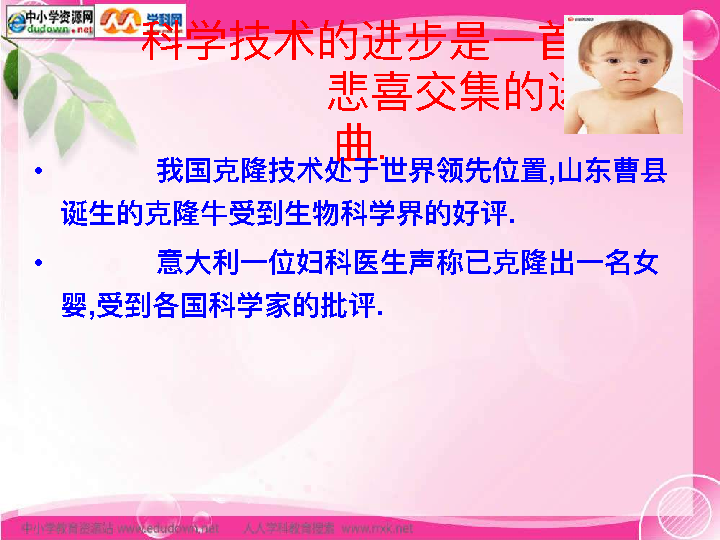 中小学资源网
edudown.net
学科网
科学技术的进步是一首
悲喜交集的进
曲.
• 我国克隆技术处于世界领先位置,山东曹县
诞生的克隆牛受到生物科学界的好评.
• 意大利一位妇科医生声称已克隆出一名女
婴,受到各国科学家的批评.
中小学教育资源站 www.edudown.net 人人学科教育搜索 www.rrxk.net